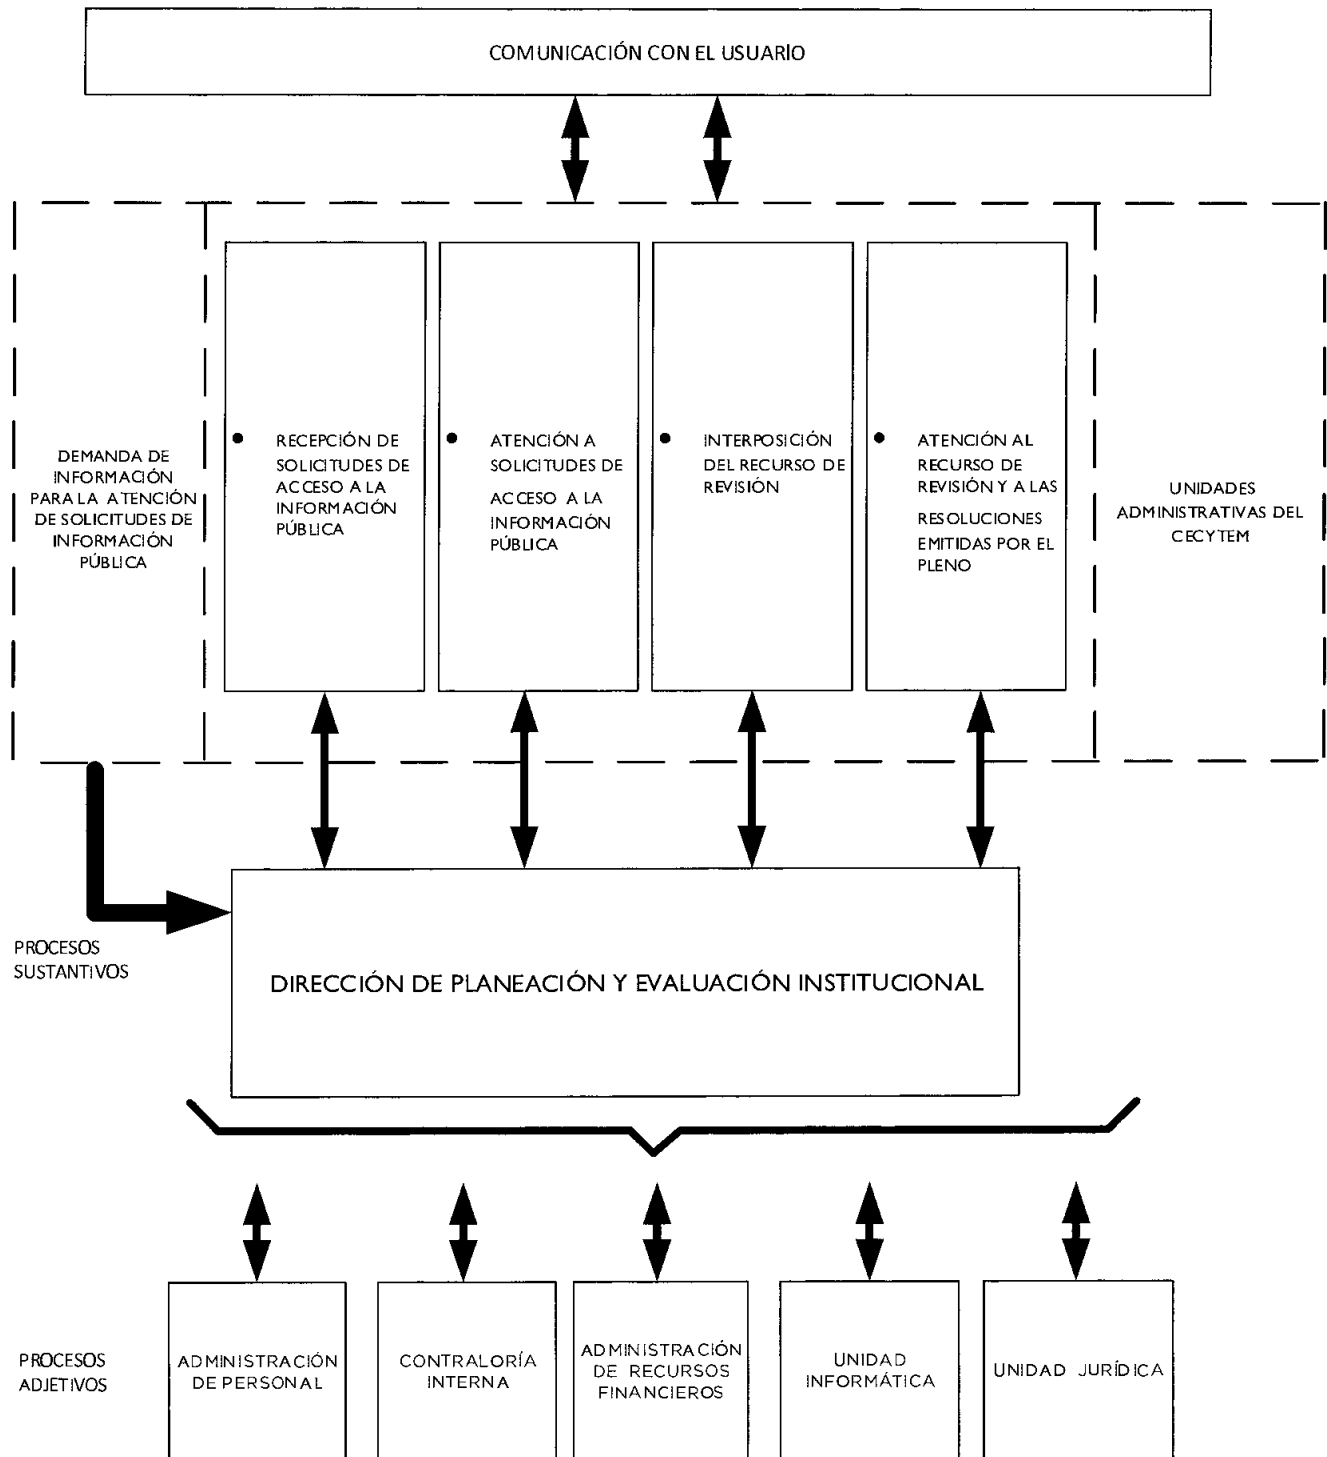 COMUNICACIÓN CON EL USUARIO
DEMANDA DE
INFORMACIÓN
PARA LA ATENCIÓN
DE SOLICITUDES DE
INFORMACIÓN
PÚBLICA
• RECEPCIÓN DE
SOLICITUDES DE
ACCESO A LA
INFORMACIÓN
PÚBLICA
• ATENCIÓN A
SOLICITUDES DE
ACCESO A LA
INFORMACIÓN
PÚBLICA
• INTERPOSICIÓN
DEL RECURSO DE
REVISIÓN
• ATENCIÓN AL
RECURSO DE
REVISIÓN Y A LAS
RESOLUCIONES
EMITIDAS POR EL
PLENO
UNIDADES
ADMINISTRATIVAS DEL
CECYTEM
PROCESOS
SUSTANTIVOS
DIRECCIÓN DE PLANEACIÓN Y EVALUACIÓN INSTITUCIONAL
PROCESOS
ADJETIVOS
ADMINISTRACIÓN
DE PERSONAL
CONTRALORÍA
INTERNA
ADMINISTRACIÓN
DE RECURSOS
FINANCIEROS
UNIDAD
INFORMÁTICA
UNIDAD JURÍDICA